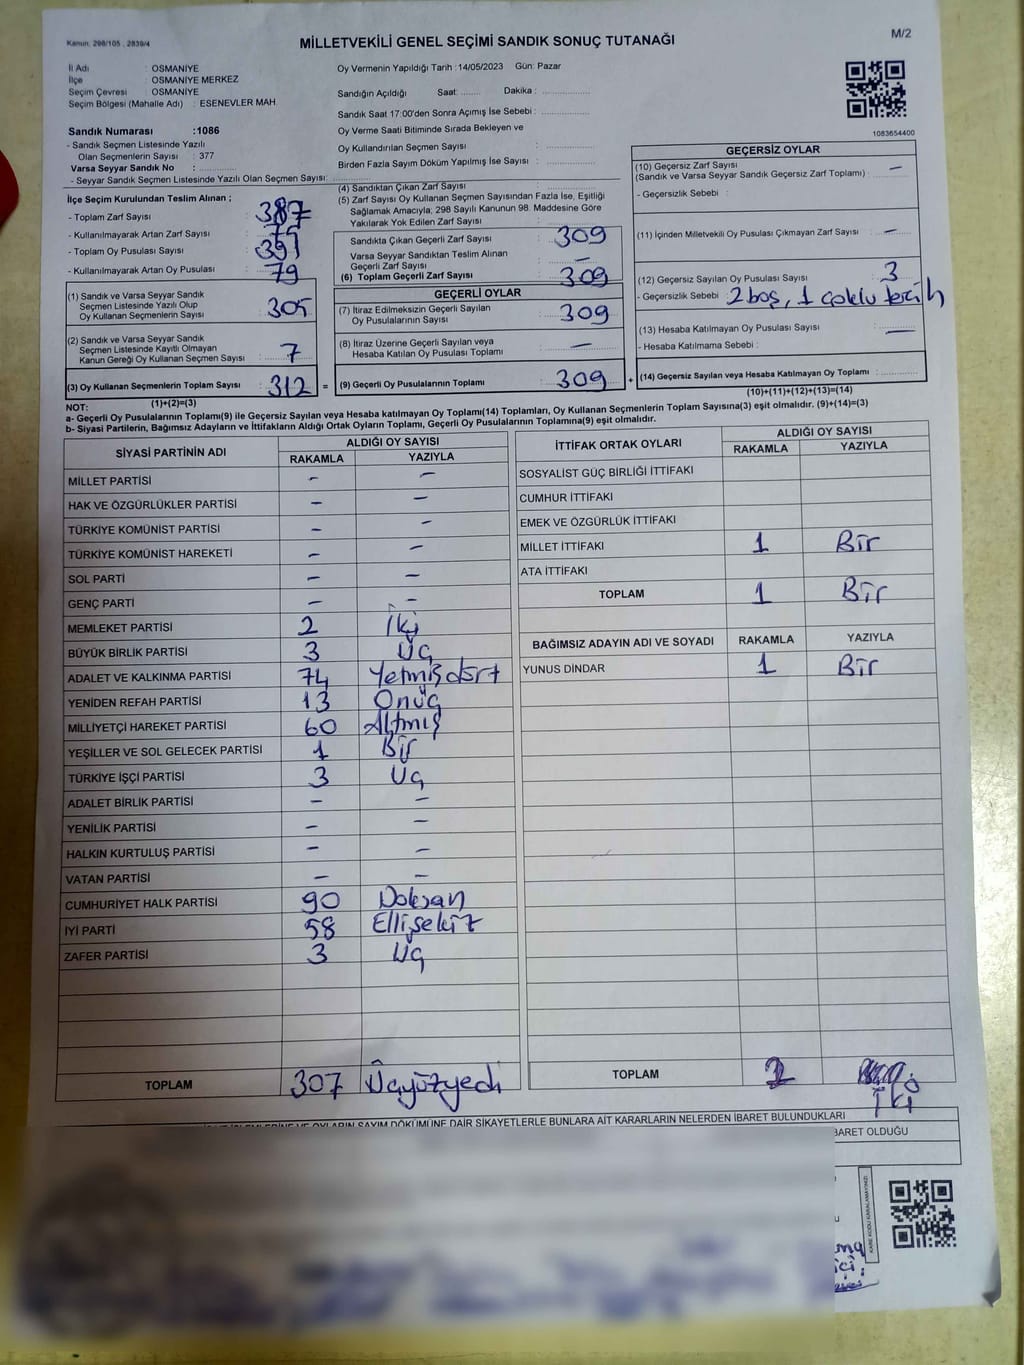 Kanun: 298/105 , 2839/4
M/2
MİLLETVEKİLİ GENEL SEÇİMİ SANDIK SONUÇ TUTANAĞI
İl Adı : OSMANİYE
İlçe : OSMANİYE MERKEZ
Seçim Çevresi : OSMANİYE
Seçim Bölgesi (Mahalle Adı) : ESENEVLER MAH.
Sandık Numarası :1086
- Sandık Seçmen Listesinde Yazılı
Olan Seçmenlerin Sayısı : 377
Varsa Seyyar Sandık No :
- Seyyar Sandık Seçmen Listesinde Yazılı Olan Seçmen Sayısı:
Oy Vermenin Yapıldığı Tarih :14/05/2023 Gün: Pazar
Sandığın Açıldığı Saat: Dakika :
Sandık Saat 17:00'den Sonra Açımış İse Sebebi :
Oy Verme Saati Bitiminde Sırada Bekleyen ve
Oy Kullandırılan Seçmen Sayısı :
Birden Fazla Sayım Döküm Yapılmış İse Sayısı :
1083654400
İlçe Seçim Kurulundan Teslim Alınan ;
- Toplam Zarf Sayısı : 387
- Kullanılmayarak Artan Zarf Sayısı :
- Toplam Oy Pusulası Sayısı :
- Kullanılmayarak Artan Oy Pusulası : 79
(1) Sandık ve Varsa Seyyar Sandık
Seçmen Listesinde Yazılı Olup
Oy Kullanan Seçmenlerin Sayısı : 305
(2) Sandık ve Varsa Seyyar Sandık
Seçmen Listesinde Kayıtlı Olmayan
Kanun Gereği Oy Kullanan Seçmen Sayısı : 7
(3) Oy Kullanan Seçmenlerin Toplam Sayısı : 312 =
(1)+(2)=(3)
(4) Sandıktan Çıkan Zarf Sayısı :
(5) Zarf Sayısı Oy Kullanan Seçmen Sayısından Fazla İse, Eşitliği
Sağlamak Amacıyla; 298 Sayılı Kanunun 98. Maddesine Göre
Yakılarak Yok Edilen Zarf Sayısı :
Sandıkta Çıkan Geçerli Zarf Sayısı : 309
Varsa Seyyar Sandıktan Teslim Alınan
Geçerli Zarf Sayısı : –
(6) Toplam Geçerli Zarf Sayısı : 309
GEÇERLİ OYLAR
(7) İtiraz Edilmeksizin Geçerli Sayılan
Oy Pusulalarının Sayısı : 309
(8) İtiraz Üzerine Geçerli Sayılan veya
Hesaba Katılan Oy Pusulası Toplamı : –
(9) Geçerli Oy Pusulalarının Toplamı : 309 +
GEÇERSİZ OYLAR
(10) Geçersiz Zarf Sayısı
(Sandık ve Varsa Seyyar Sandık Geçersiz Zarf Toplamı) : –
- Geçersizlik Sebebi :
(11) İçinden Milletvekili Oy Pusulası Çıkmayan Zarf Sayısı : –
(12) Geçersiz Sayılan Oy Pusulası Sayısı : 3
- Geçersizlik Sebebi : 2 boş, 1 çoklu tercih
(13) Hesaba Katılmayan Oy Pusulası Sayısı : –
- Hesaba Katılmama Sebebi :
(14) Geçersiz Sayılan veya Hesaba Katılmayan Oy Toplamı :
(10)+(11)+(12)+(13)=(14)
NOT:
a- Geçerli Oy Pusulalarının Toplamı(9) ile Geçersiz Sayılan veya Hesaba katılmayan Oy Toplamı(14) Toplamları, Oy Kullanan Seçmenlerin Toplam Sayısına(3) eşit olmalıdır. (9)+(14)=(3)
b- Siyasi Partilerin, Bağımsız Adayların ve İttifakların Aldığı Ortak Oyların Toplamı, Geçerli Oy Pusulalarının Toplamına(9) eşit olmalıdır.
SİYASİ PARTİNİN ADI ALDIĞI OY SAYISI
RAKAMLA YAZIYLA
MİLLET PARTİSİ – –
HAK VE ÖZGÜRLÜKLER PARTİSİ – –
TÜRKİYE KOMÜNİST PARTİSİ – –
TÜRKİYE KOMÜNİST HAREKETİ – –
SOL PARTİ – –
GENÇ PARTİ – –
MEMLEKET PARTİSİ 2 İki
BÜYÜK BİRLİK PARTİSİ 3 Üç
ADALET VE KALKINMA PARTİSİ 74 Yetmişdört
YENİDEN REFAH PARTİSİ 13 Onüç
MİLLİYETÇİ HAREKET PARTİSİ 60 Altmış
YEŞİLLER VE SOL GELECEK PARTİSİ 1 Bir
TÜRKİYE İŞÇİ PARTİSİ 3 Üç
ADALET BİRLİK PARTİSİ – –
YENİLİK PARTİSİ – –
HALKIN KURTULUŞ PARTİSİ – –
VATAN PARTİSİ – –
CUMHURİYET HALK PARTİSİ 90 Doksan
İYİ PARTİ 58 Ellisekiz
ZAFER PARTİSİ 3 Üç
TOPLAM 307 Üçyüzyedi
İTTİFAK ORTAK OYLARI ALDIĞI OY SAYISI
RAKAMLA YAZIYLA
SOSYALİST GÜÇ BİRLİĞİ İTTİFAKI
CUMHUR İTTİFAKI
EMEK VE ÖZGÜRLÜK İTTİFAKI
MİLLET İTTİFAKI 1 Bir
ATA İTTİFAKI
TOPLAM 1 Bir
BAĞIMSIZ ADAYIN ADI VE SOYADI RAKAMLA YAZIYLA
YUNUS DİNDAR 1 Bir
TOPLAM 2 İki
OYLARIN SAYIM DÖKÜMÜNE DAİR ŞİKAYETLERLE BUNLARA AİT KARARLARIN NELERDEN İBARET BULUNDUKLARI
İBARET OLDUĞU
KARE KODU KARALAMAYINIZ!